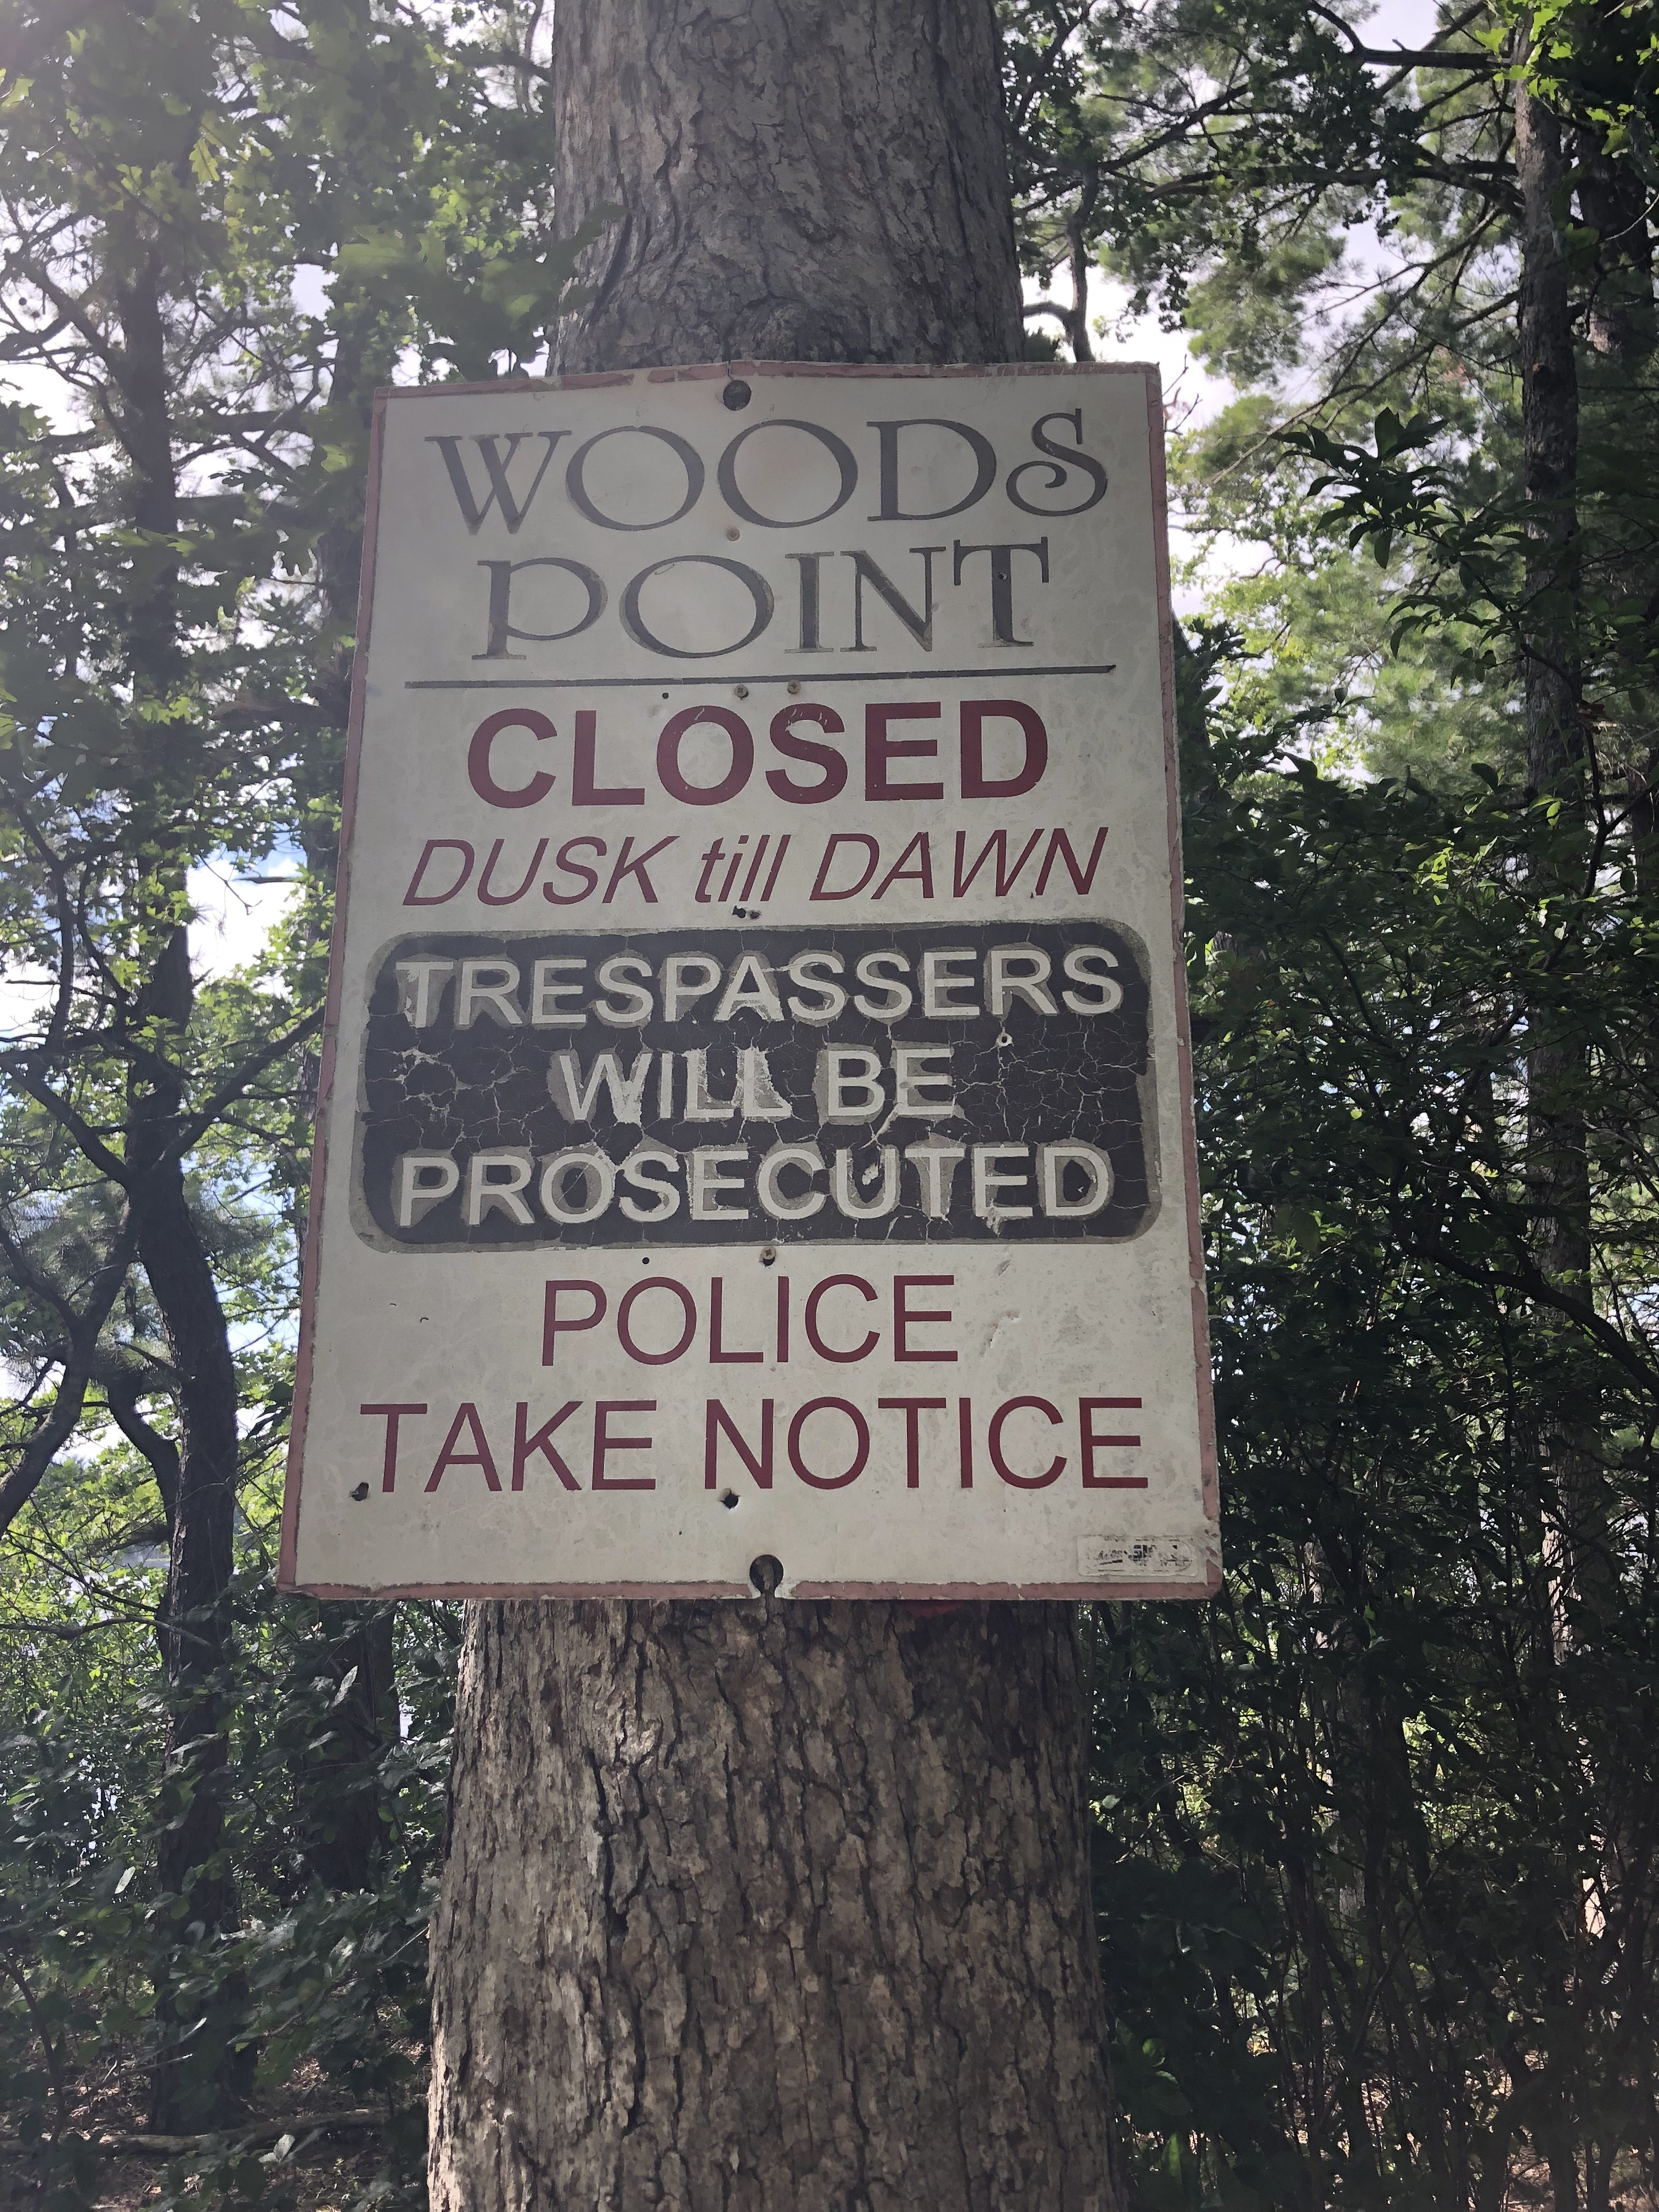 WOODS
POINT
CLOSED
DUSK till DAWN
TRESPASSERS
WILL BE
PROSECUTED
POLICE
TAKE NOTICE